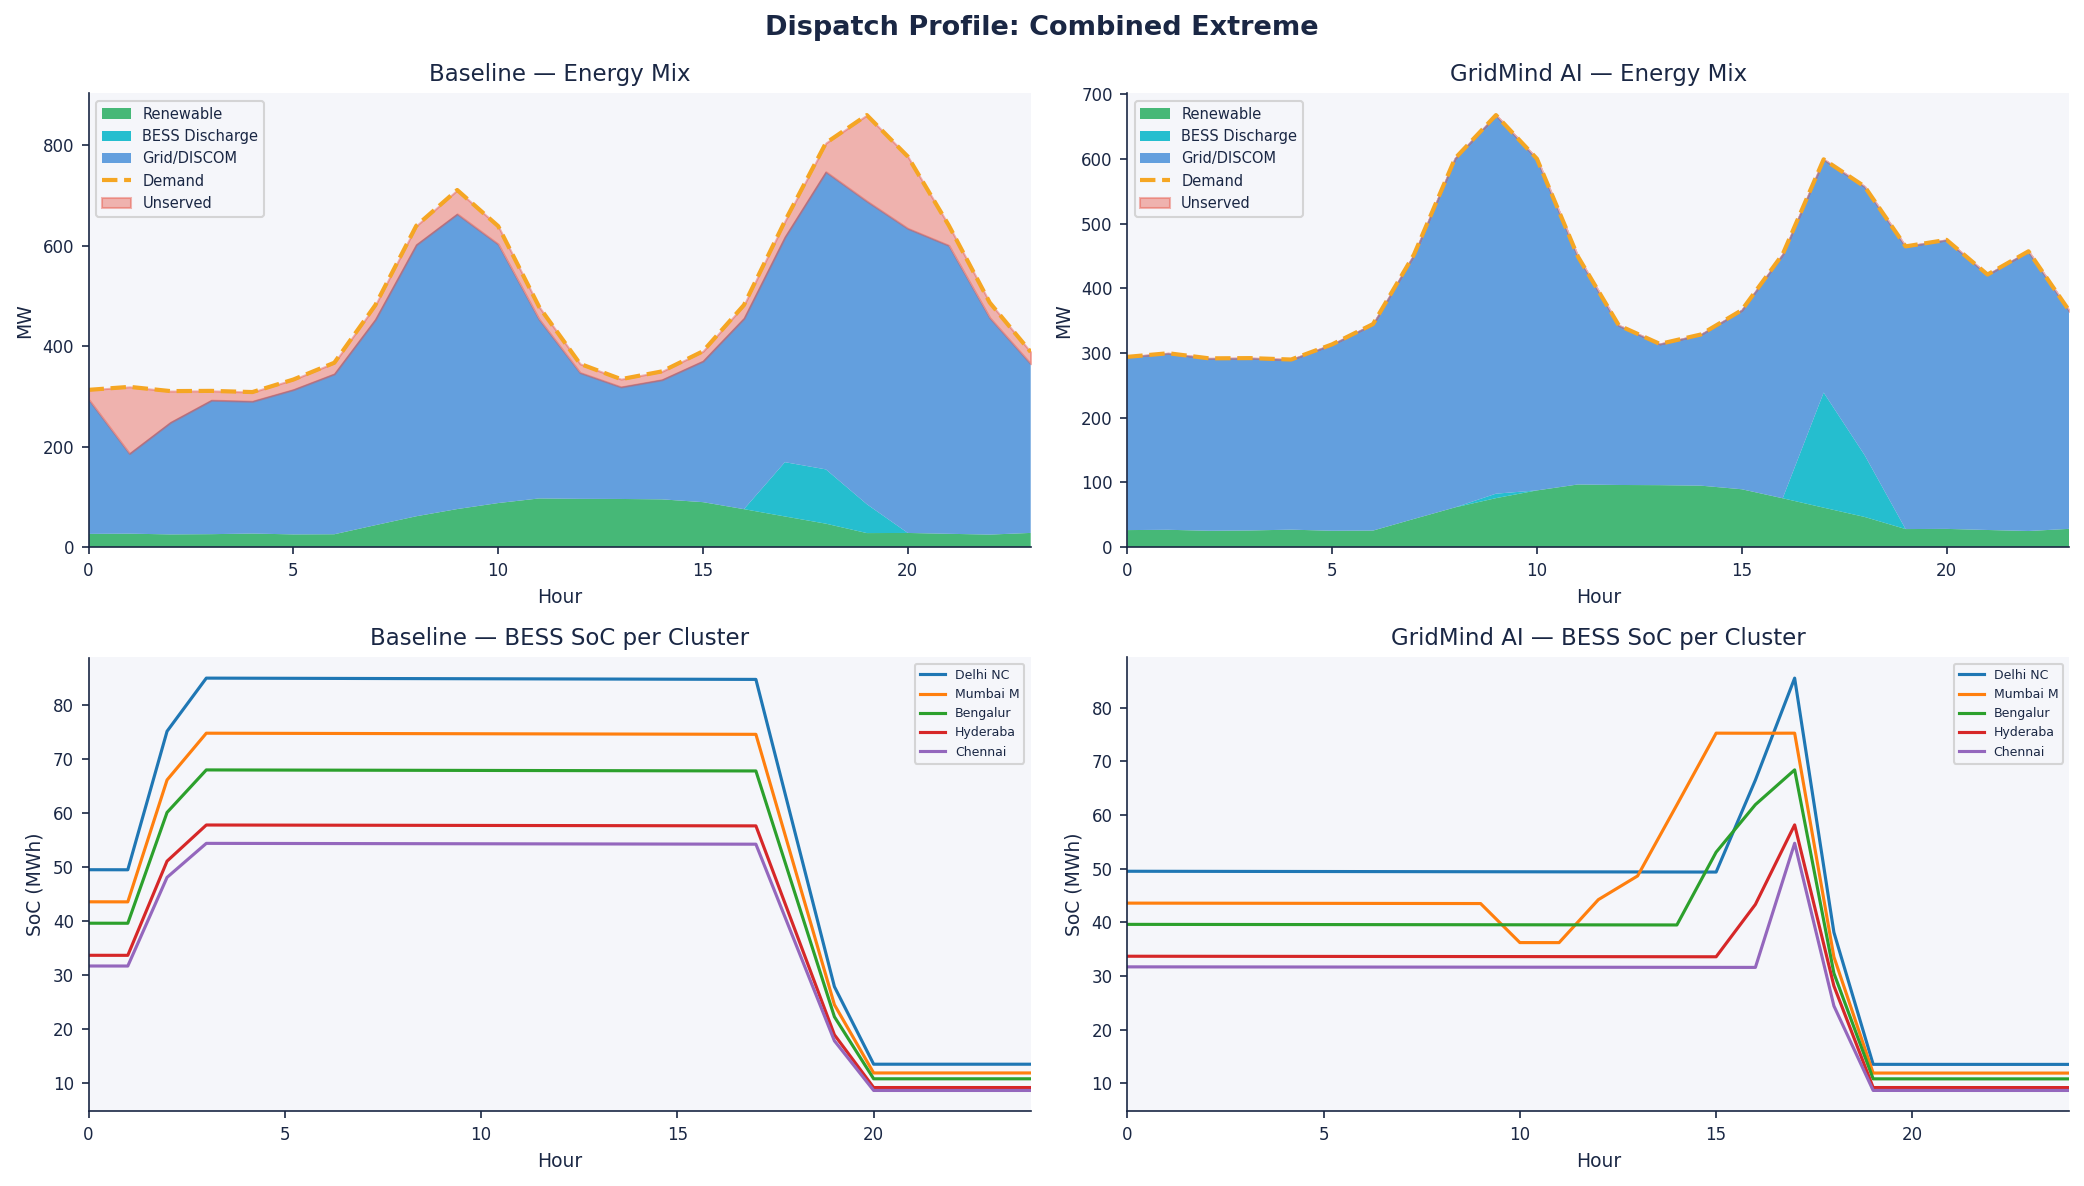 Dispatch Profile: Combined Extreme
Baseline — Energy Mix
Renewable
BESS Discharge
Grid/DISCOM
Demand
Unserved
MW
800
600
400
200
0
0 5 10 15 20
Hour
GridMind AI — Energy Mix
Renewable
BESS Discharge
Grid/DISCOM
Demand
Unserved
MW
700
600
500
400
300
200
100
0
0 5 10 15 20
Hour
Baseline — BESS SoC per Cluster
Delhi NC
Mumbai M
Bengalur
Hyderaba
Chennai
SoC (MWh)
80
70
60
50
40
30
20
10
0 5 10 15 20
Hour
GridMind AI — BESS SoC per Cluster
Delhi NC
Mumbai M
Bengalur
Hyderaba
Chennai
SoC (MWh)
80
70
60
50
40
30
20
10
0 5 10 15 20
Hour